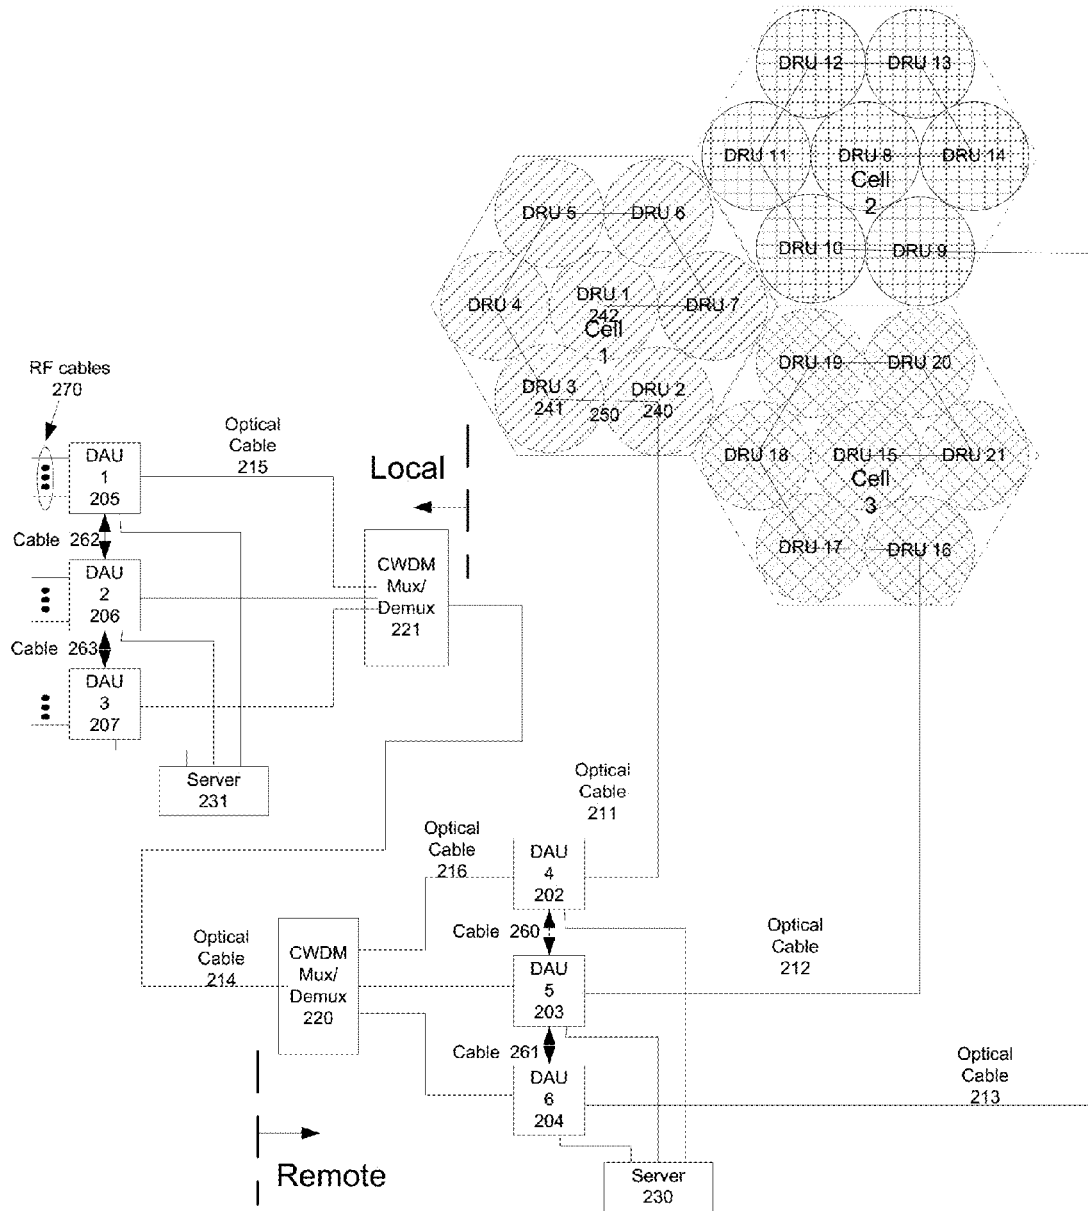 DRU 12
DRU 13
DRU 11
DRU 8
DRU 14
Cell
2
DRU 10
DRU 9
DRU 5
DRU 6
DRU 4
DRU 1
242
DRU 7
Cell
1
DRU 3
241
250
DRU 2
240
DRU 19
DRU 20
DRU 18
DRU 15
DRU 21
Cell
3
DRU 17
DRU 16
RF cables
270
Optical
Cable
215
Local
DAU
1
205
Cable 262
DAU
2
206
Cable 263
DAU
3
207
CWDM
Mux/
Demux
221
Server
231
Optical
Cable
211
Optical
Cable
216
DAU
4
202
Cable 260
Optical
Cable
214
CWDM
Mux/
Demux
220
DAU
5
203
Optical
Cable
212
Cable 261
DAU
6
204
Optical
Cable
213
Remote
Server
230